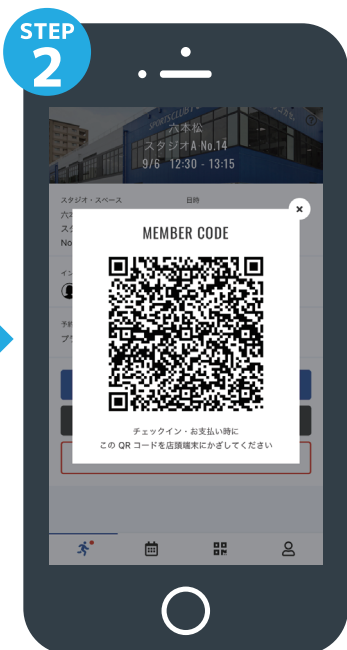 STEP
2
SPORTSCLUB
六本松
スタジオA No.14
9/6 12:30 - 13:15
スタジオ・スペース 日時
MEMBER CODE
チェックイン・お支払い時に
この QR コードを店頭端末にかざしてください